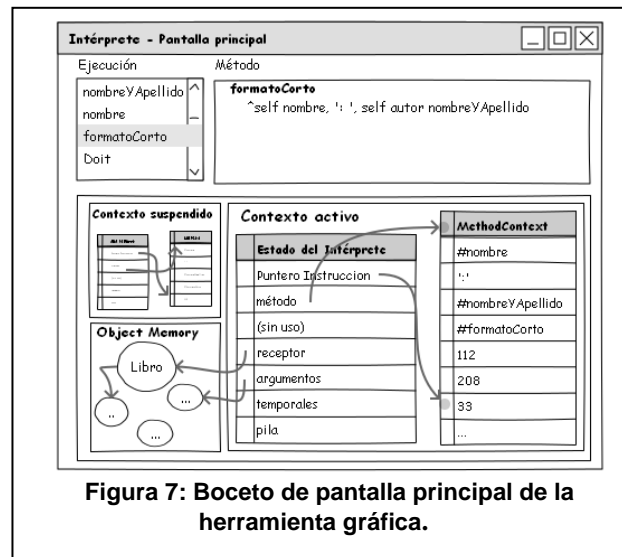 Intérprete - Pantalla principal
Ejecución
Método
nombreYApellido
nombre
formatoCorto
Doit
formatoCorto
^self nombre, ': ', self autor nombreYApellido
Contexto suspendido
Contexto activo
Estado del Intérprete
Puntero Instruccion
método
(sin uso)
receptor
argumentos
temporales
pila
MethodContext
#nombre
':'
#nombreYApellido
#formatoCorto
112
208
33
...
Object Memory
Libro
..
...
...
Figura 7: Boceto de pantalla principal de la
herramienta gráfica.